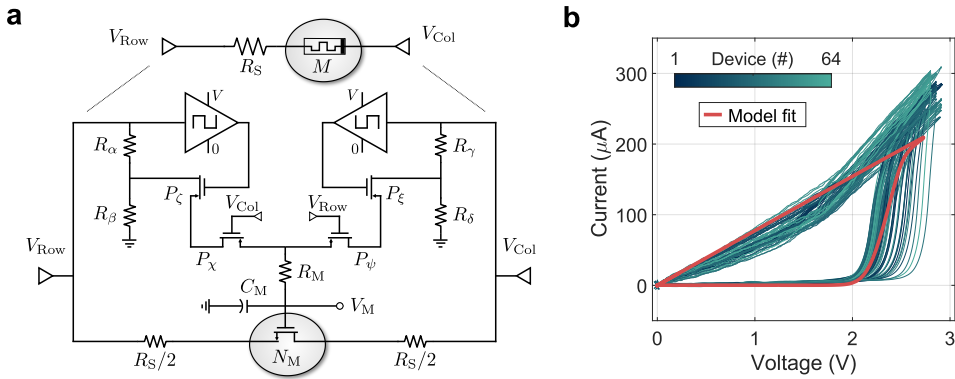 a
V_Row
V_Col
R_S
M
V
V
0
0
R_α
R_γ
P_ζ
P_ξ
R_β
V_Col
V_Row
R_δ
V_Row
V_Col
P_χ
P_ψ
R_M
C_M
V_M
R_S/2
N_M
R_S/2
b
1 Device (#) 64
Model fit
Current (μA)
300
200
100
0
0 1 2 3
Voltage (V)